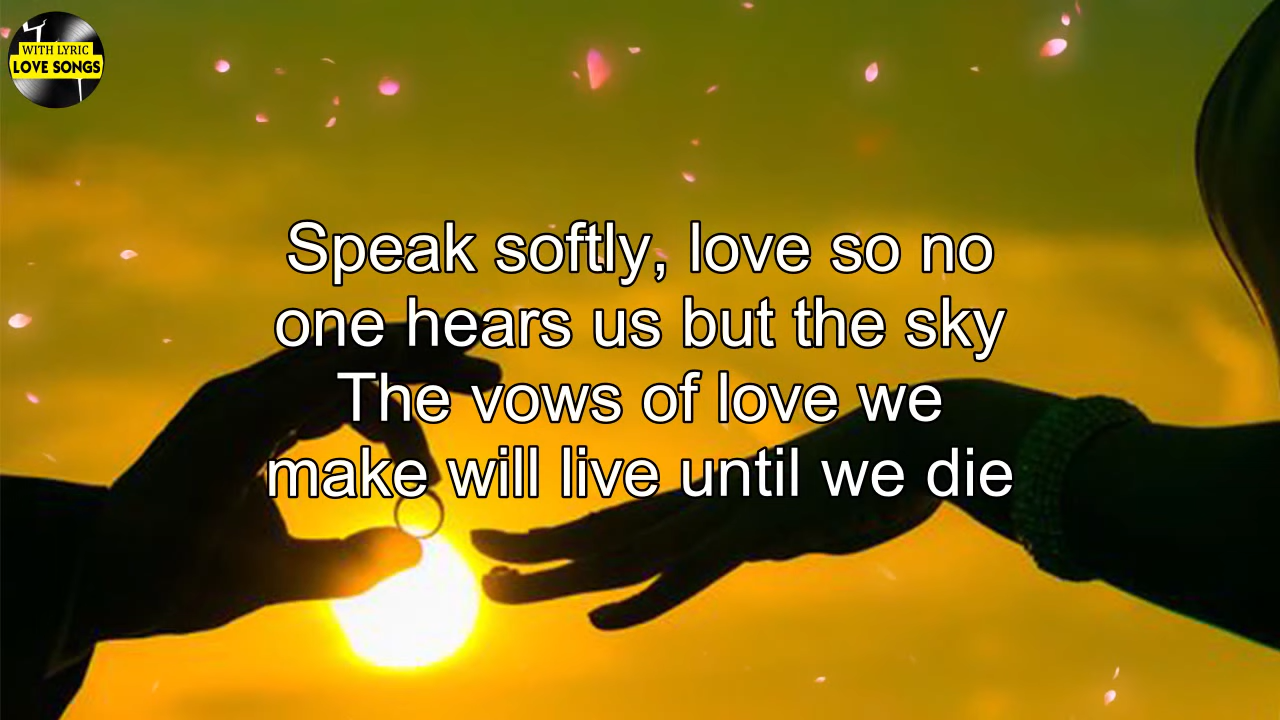 WITH LYRIC
LOVE SONGS
Speak softly, love so no
one hears us but the sky
The vows of love we
make will live until we die